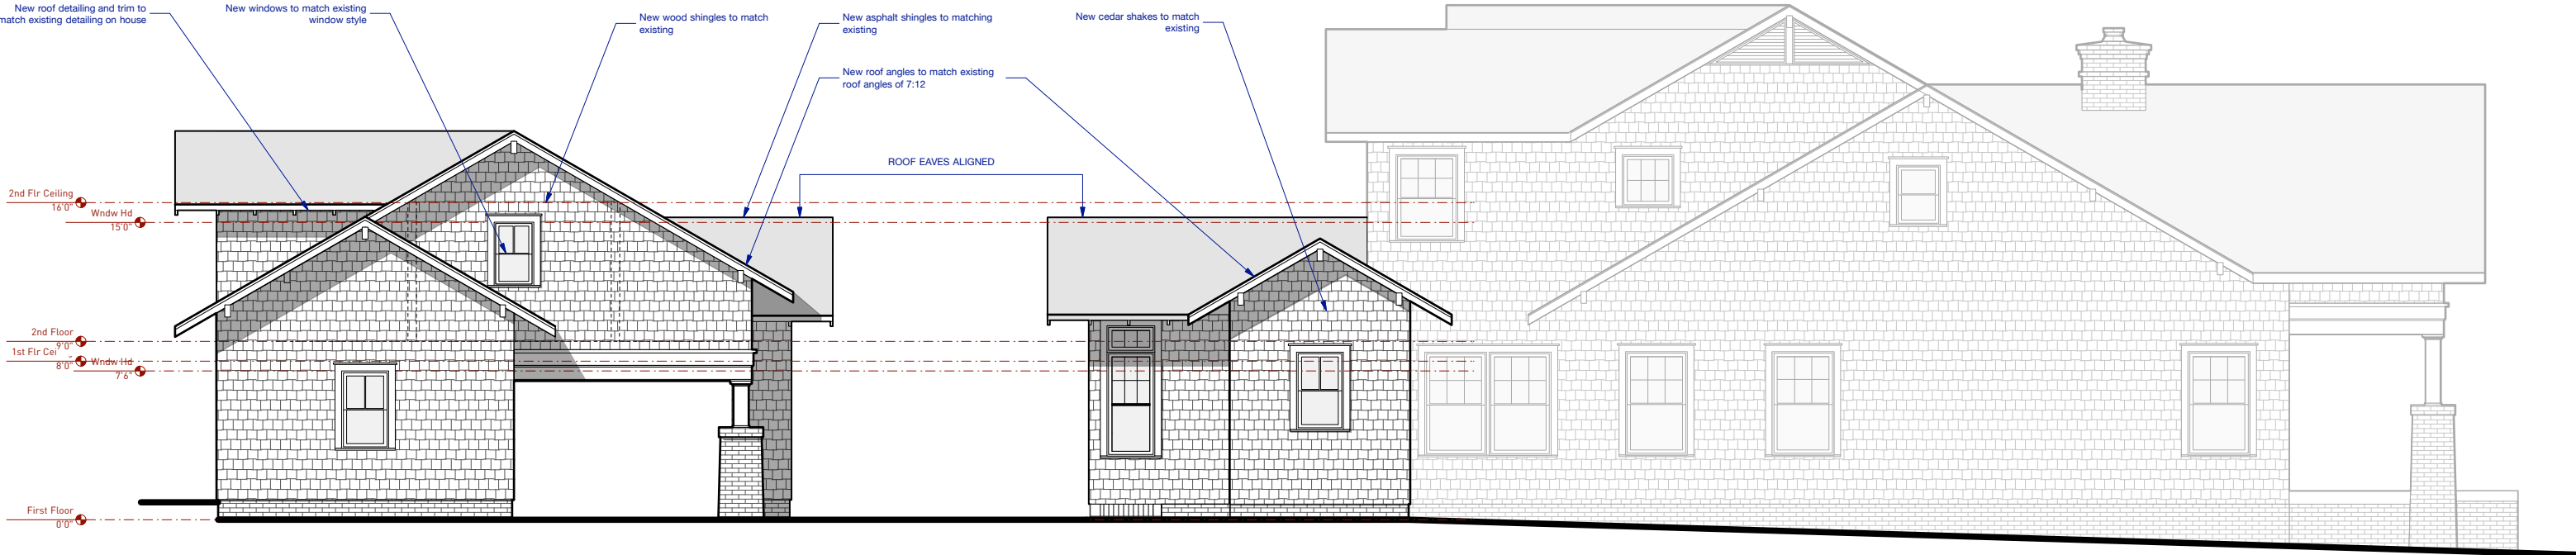 New roof detailing and trim to
match existing detailing on house
New windows to match existing
window style
New wood shingles to match
existing
New asphalt shingles to matching
existing
New roof angles to match existing
roof angles of 7:12
New cedar shakes to match
existing
ROOF EAVES ALIGNED
2nd Flr Ceiling
16'0"
Wndw Hd
15'0"
2nd Floor
9'0"
1st Flr Cei
8'0"
Wndw Hd
7'6"
First Floor
0'0"